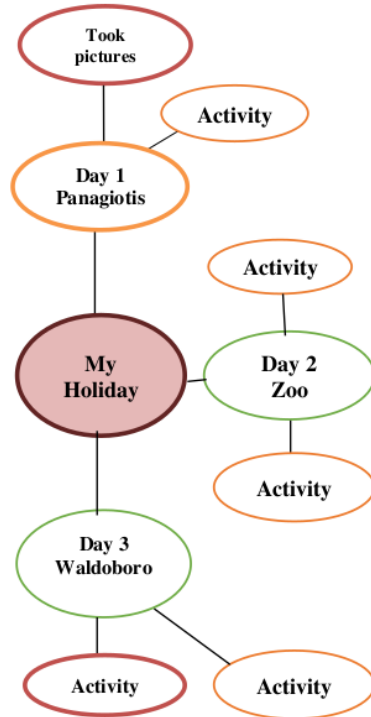 Took
pictures
Activity
Day 1
Panagiotis
Activity
My
Holiday
Day 2
Zoo
Activity
Day 3
Waldoboro
Activity
Activity